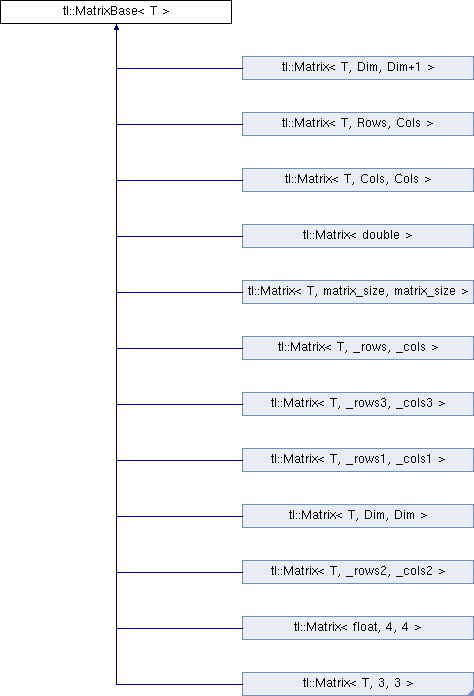 tl::MatrixBase< T >
tl::Matrix< T, Dim, Dim+1 >
tl::Matrix< T, Rows, Cols >
tl::Matrix< T, Cols, Cols >
tl::Matrix< double >
tl::Matrix< T, matrix_size, matrix_size >
tl::Matrix< T, _rows, _cols >
tl::Matrix< T, _rows3, _cols3 >
tl::Matrix< T, _rows1, _cols1 >
tl::Matrix< T, Dim, Dim >
tl::Matrix< T, _rows2, _cols2 >
tl::Matrix< float, 4, 4 >
tl::Matrix< T, 3, 3 >